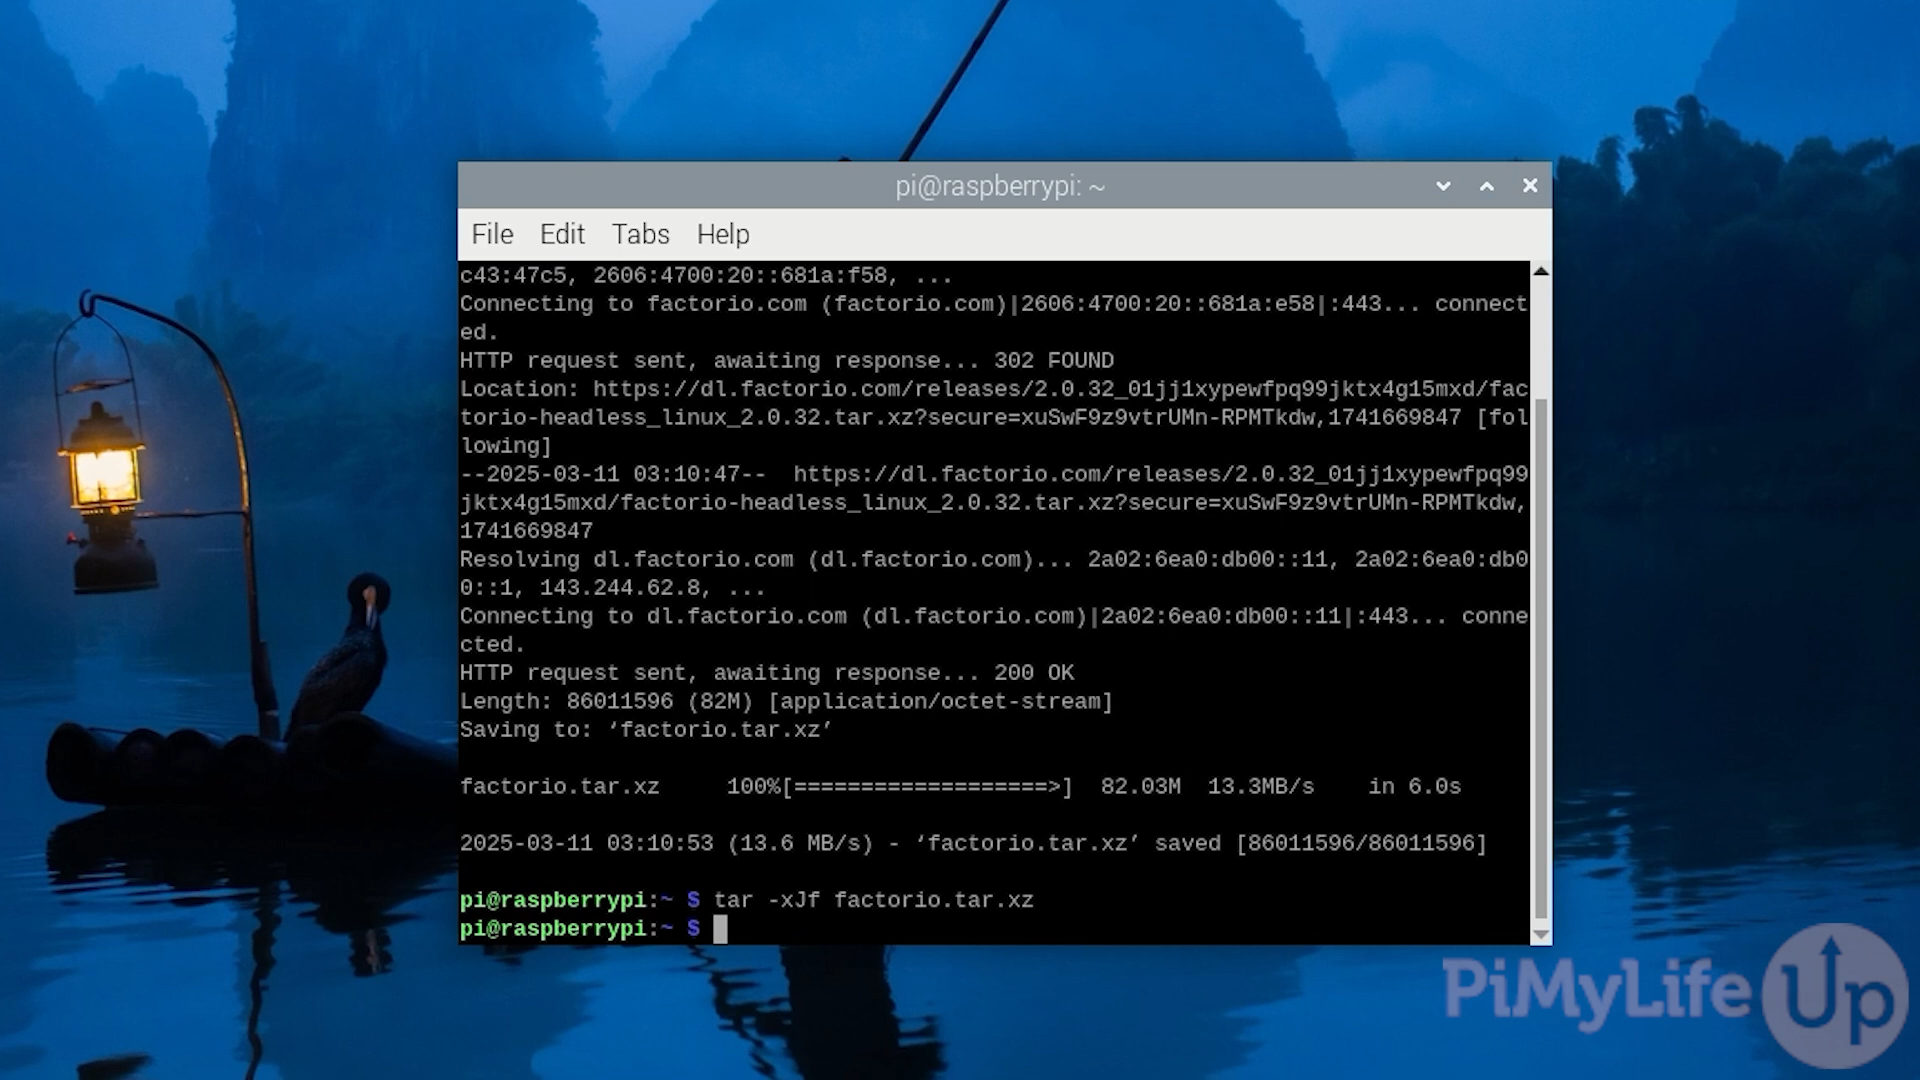 pi@raspberrypi: ~
File Edit Tabs Help
c43:47c5, 2606:4700:20::681a:f58, ...
Connecting to factorio.com (factorio.com)|2606:4700:20::681a:e58|:443... connect
ed.
HTTP request sent, awaiting response... 302 FOUND
Location: https://dl.factorio.com/releases/2.0.32_01jj1xypewfpq99jktx4g15mxd/fac
torio-headless_linux_2.0.32.tar.xz?secure=xuSwF9z9vtrUMn-RPMTkdw,1741669847 [fol
lowing]
--2025-03-11 03:10:47--  https://dl.factorio.com/releases/2.0.32_01jj1xypewfpq99
jktx4g15mxd/factorio-headless_linux_2.0.32.tar.xz?secure=xuSwF9z9vtrUMn-RPMTkdw,
1741669847
Resolving dl.factorio.com (dl.factorio.com)... 2a02:6ea0:db00::11, 2a02:6ea0:db0
0::1, 143.244.62.8, ...
Connecting to dl.factorio.com (dl.factorio.com)|2a02:6ea0:db00::11|:443... conne
cted.
HTTP request sent, awaiting response... 200 OK
Length: 86011596 (82M) [application/octet-stream]
Saving to: ‘factorio.tar.xz’
factorio.tar.xz     100%[===================>]  82.03M  13.3MB/s    in 6.0s
2025-03-11 03:10:53 (13.6 MB/s) - ‘factorio.tar.xz’ saved [86011596/86011596]
pi@raspberrypi:~ $ tar -xJf factorio.tar.xz
pi@raspberrypi:~ $
PiMyLifeUp